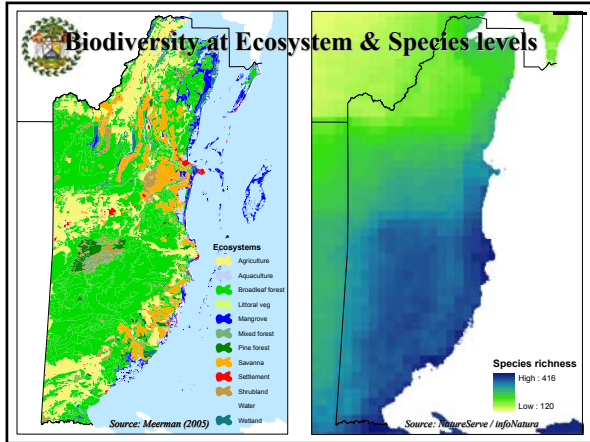 Biodiversity at Ecosystem & Species levels
Ecosystems
Agriculture
Aquaculture
Broadleaf forest
Littoral veg
Mangrove
Mixed forest
Pine forest
Savanna
Settlement
Shrubland
Water
Wetland
Source: Meerman (2005)
Species richness
High : 416
Low : 120
Source: NatureServe / infoNatura